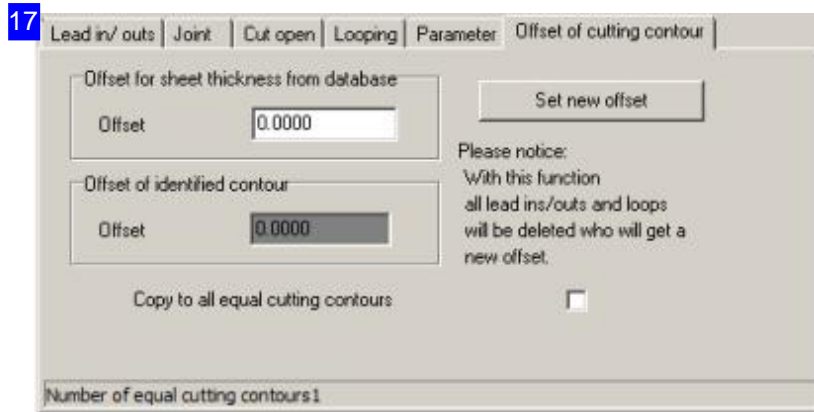 17
Lead in/ outs Joint Cut open Looping Parameter Offset of cutting contour
Offset for sheet thickness from database
Offset 0.0000
Set new offset
Please notice:
With this function
all lead ins/outs and loops
will be deleted who will get a
new offset.
Offset of identified contour
Offset 0.0000
Copy to all equal cutting contours
Number of equal cutting contours1